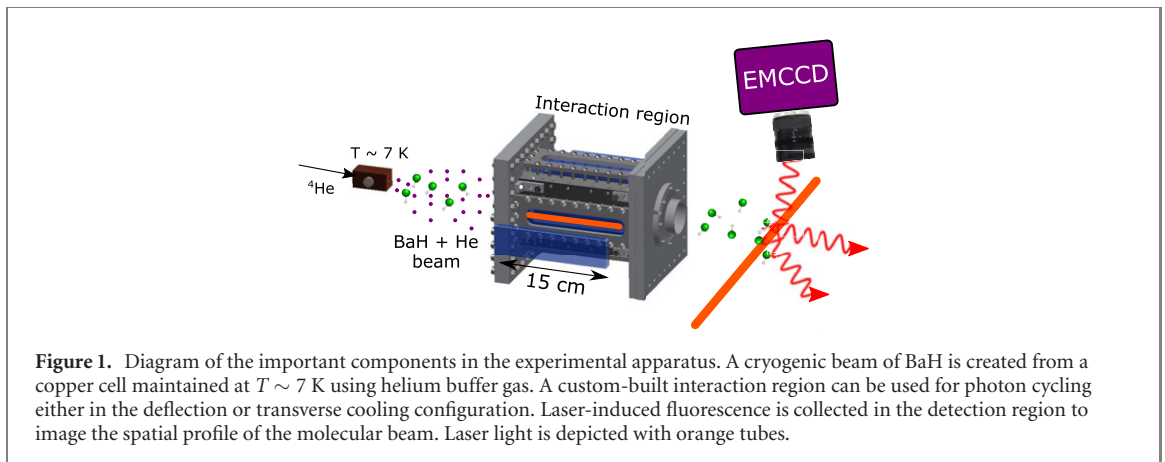 EMCCD
Interaction region
T ~ 7 K
⁴He
BaH + He
beam
15 cm
Figure 1. Diagram of the important components in the experimental apparatus. A cryogenic beam of BaH is created from a
copper cell maintained at T ∼ 7 K using helium buffer gas. A custom-built interaction region can be used for photon cycling
either in the deflection or transverse cooling configuration. Laser-induced fluorescence is collected in the detection region to
image the spatial profile of the molecular beam. Laser light is depicted with orange tubes.